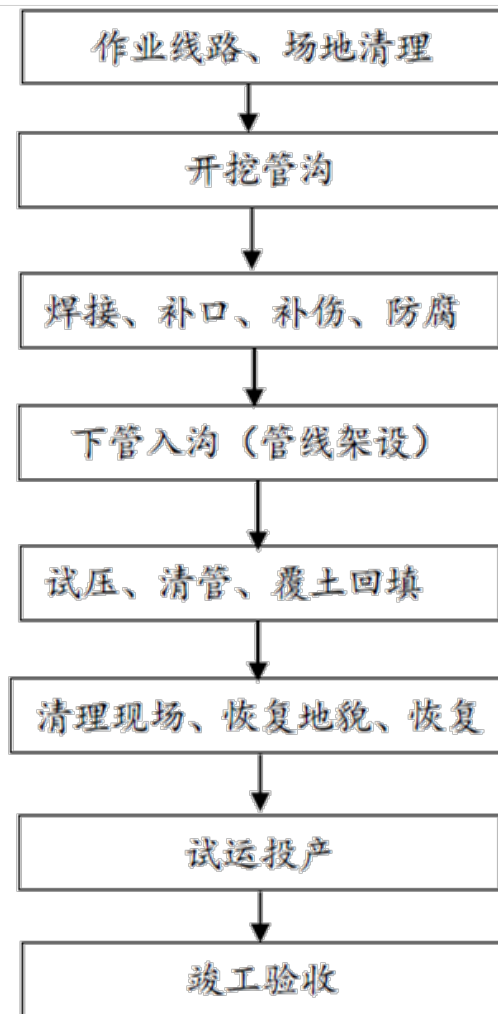 作业线路、场地清理
开挖管沟
焊接、补口、补伤、防腐
下管入沟（管线架设）
试压、清管、覆土回填
清理现场、恢复地貌、恢复
试运投产
竣工验收